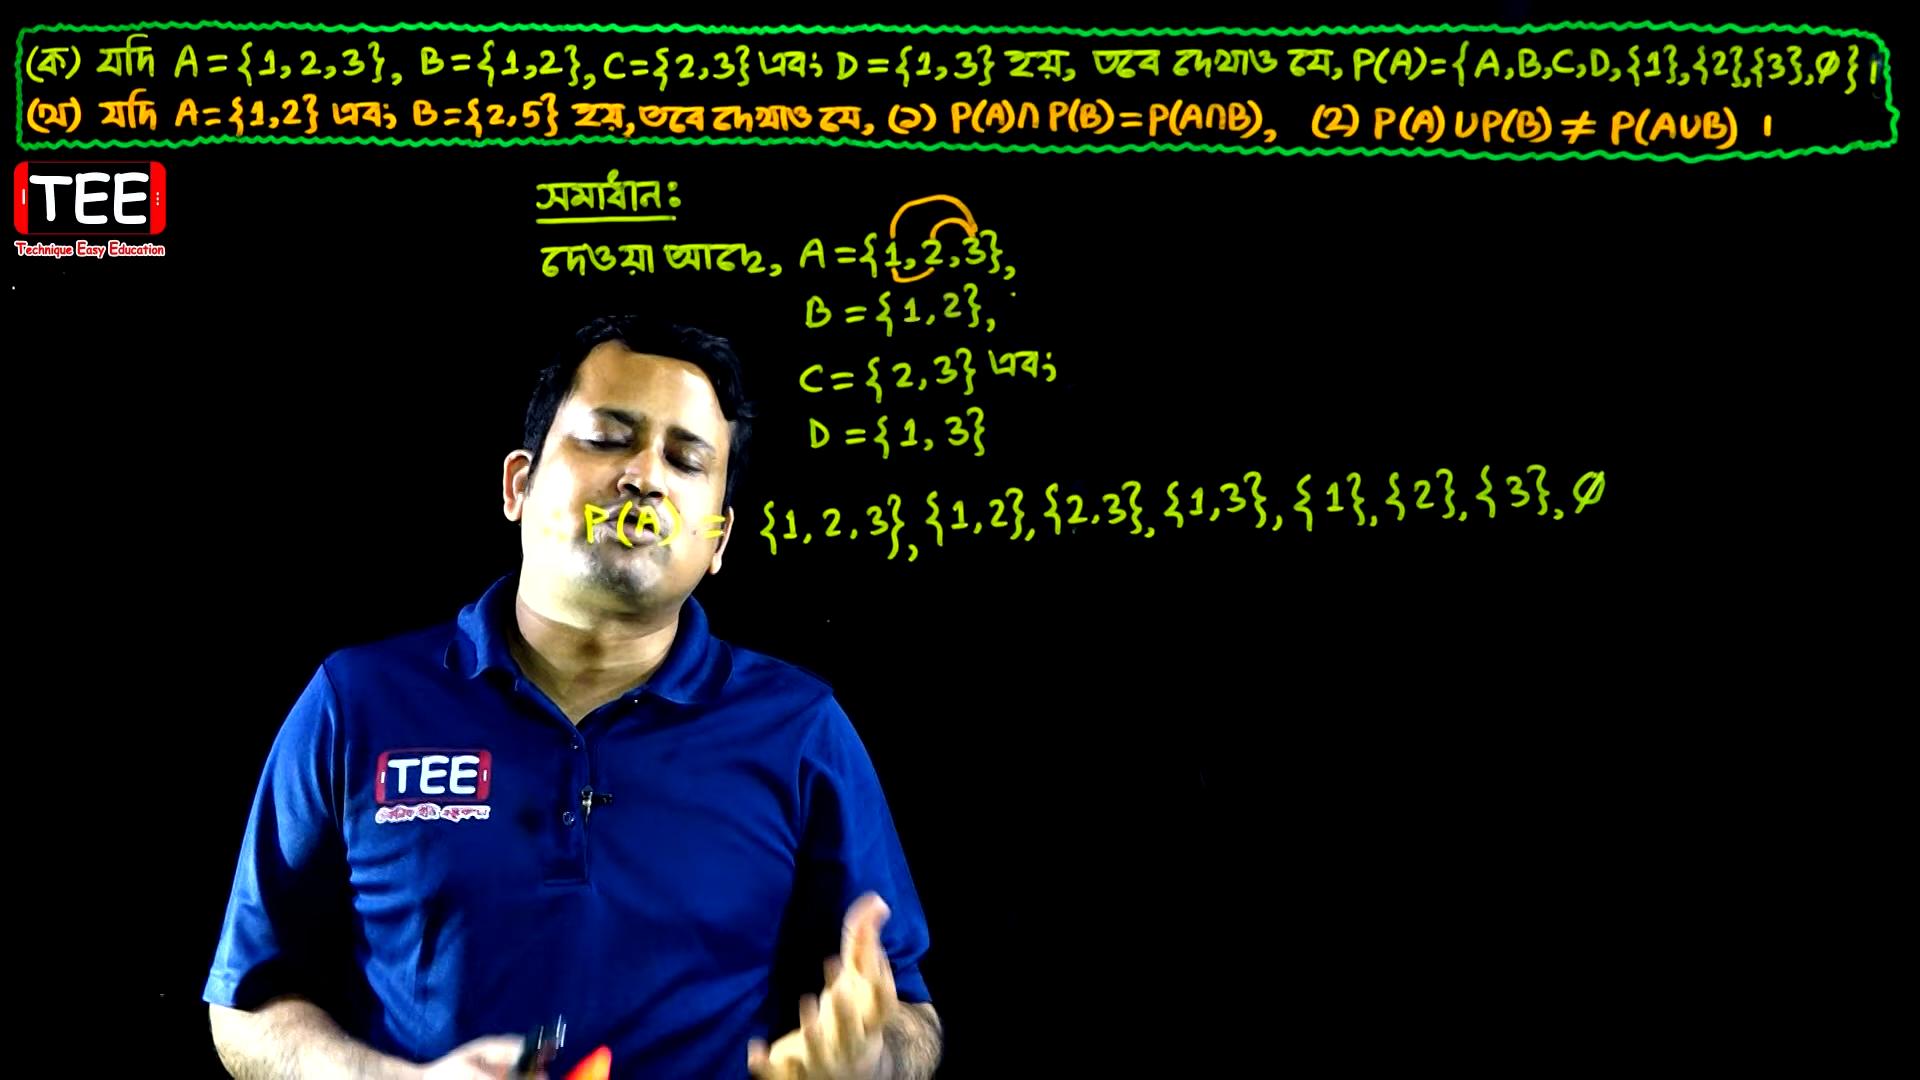 (ক) যদি A={1,2,3}, B={1,2}, C={2,3} এবং D={1,3} হয়, তবে দেখাও যে, P(A)={A,B,C,D,{1},{2},{3},∅}।
(খ) যদি A={1,2} এবং B={2,5} হয়, তবে দেখাও যে, (১) P(A)∩P(B)=P(A∩B), (2) P(A)∪P(B)≠P(A∪B)।
TEE
Technique Easy Education
সমাধান:
দেওয়া আছে, A={1,2,3},
B={1,2},
C={2,3} এবং
D={1,3}
∴ P(A)= {1,2,3},{1,2},{2,3},{1,3},{1},{2},{3},∅
TEE